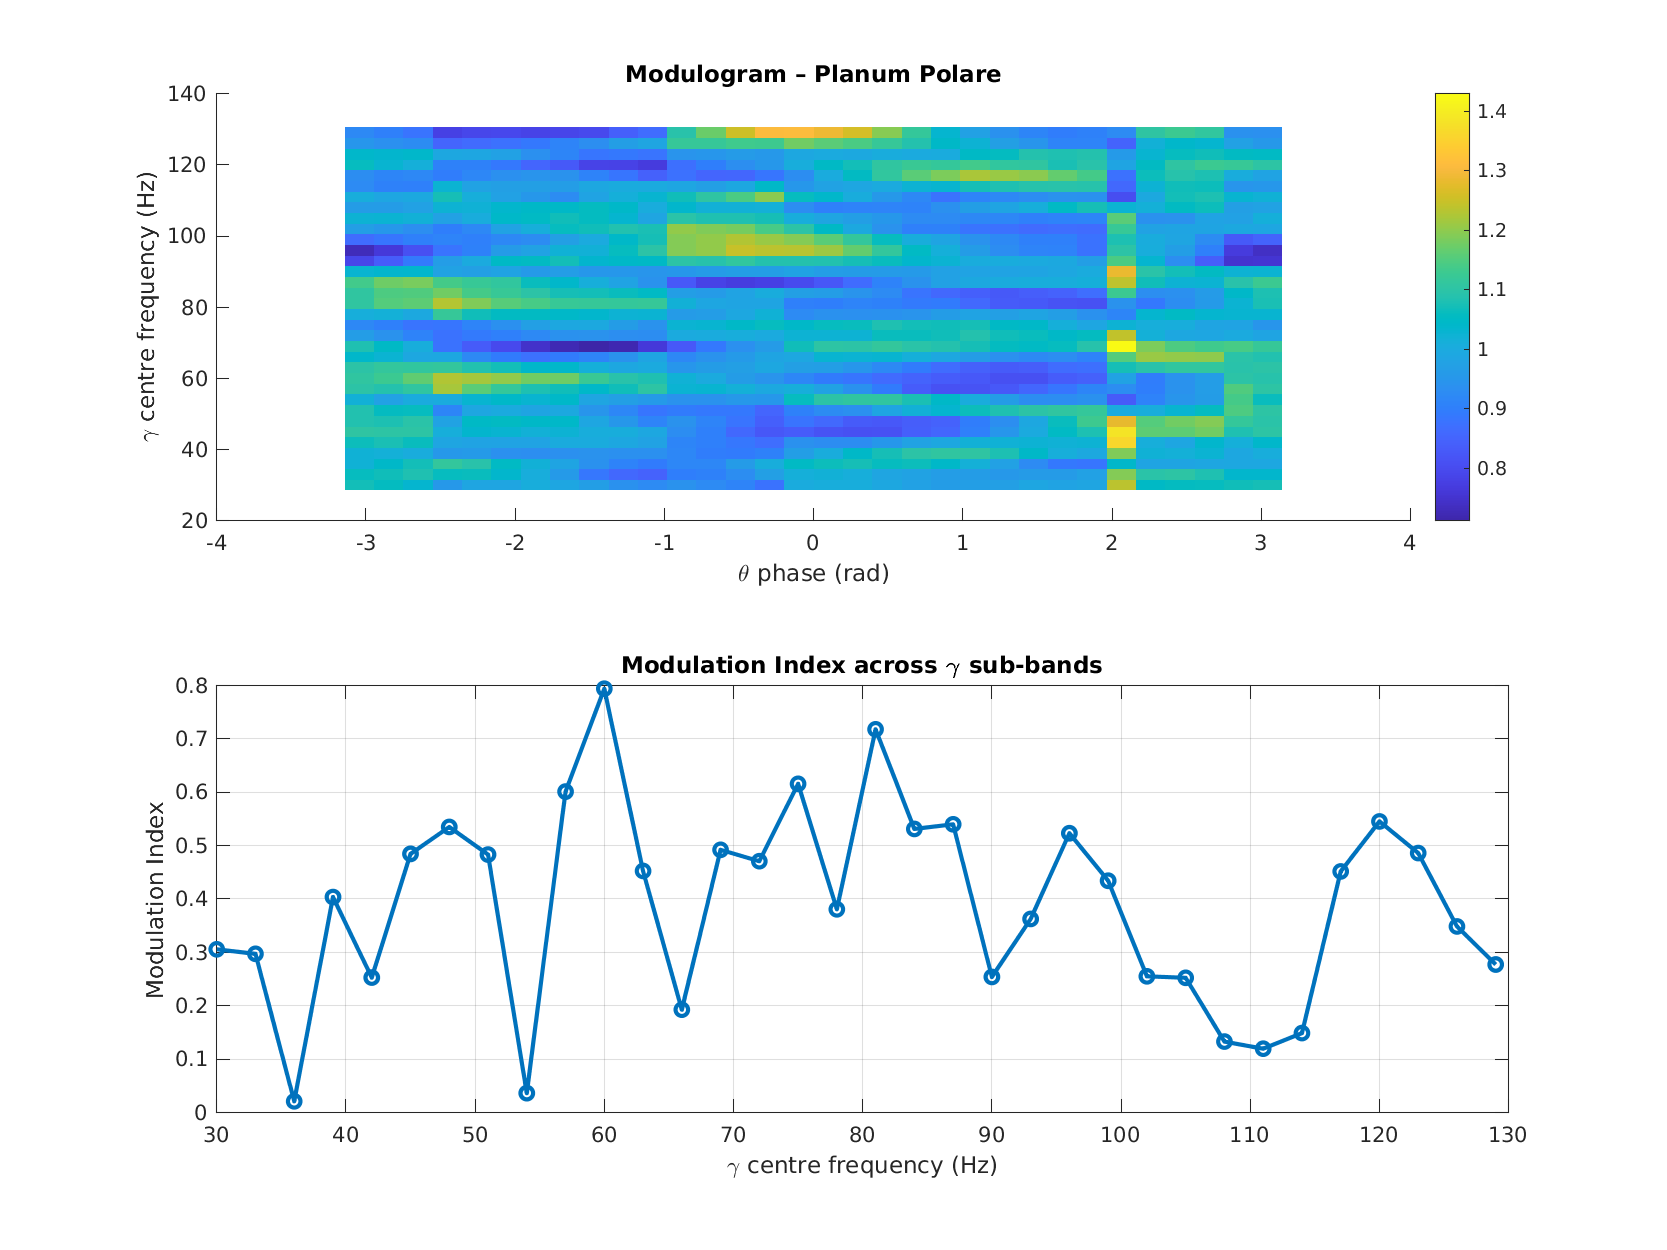 Modulogram – Planum Polare
140
120
100
80
60
40
20
γ centre frequency (Hz)
-4 -3 -2 -1 0 1 2 3 4
θ phase (rad)
1.4
1.3
1.2
1.1
1
0.9
0.8
Modulation Index across γ sub-bands
0.8
0.7
0.6
0.5
0.4
0.3
0.2
0.1
0
Modulation Index
30 40 50 60 70 80 90 100 110 120 130
γ centre frequency (Hz)